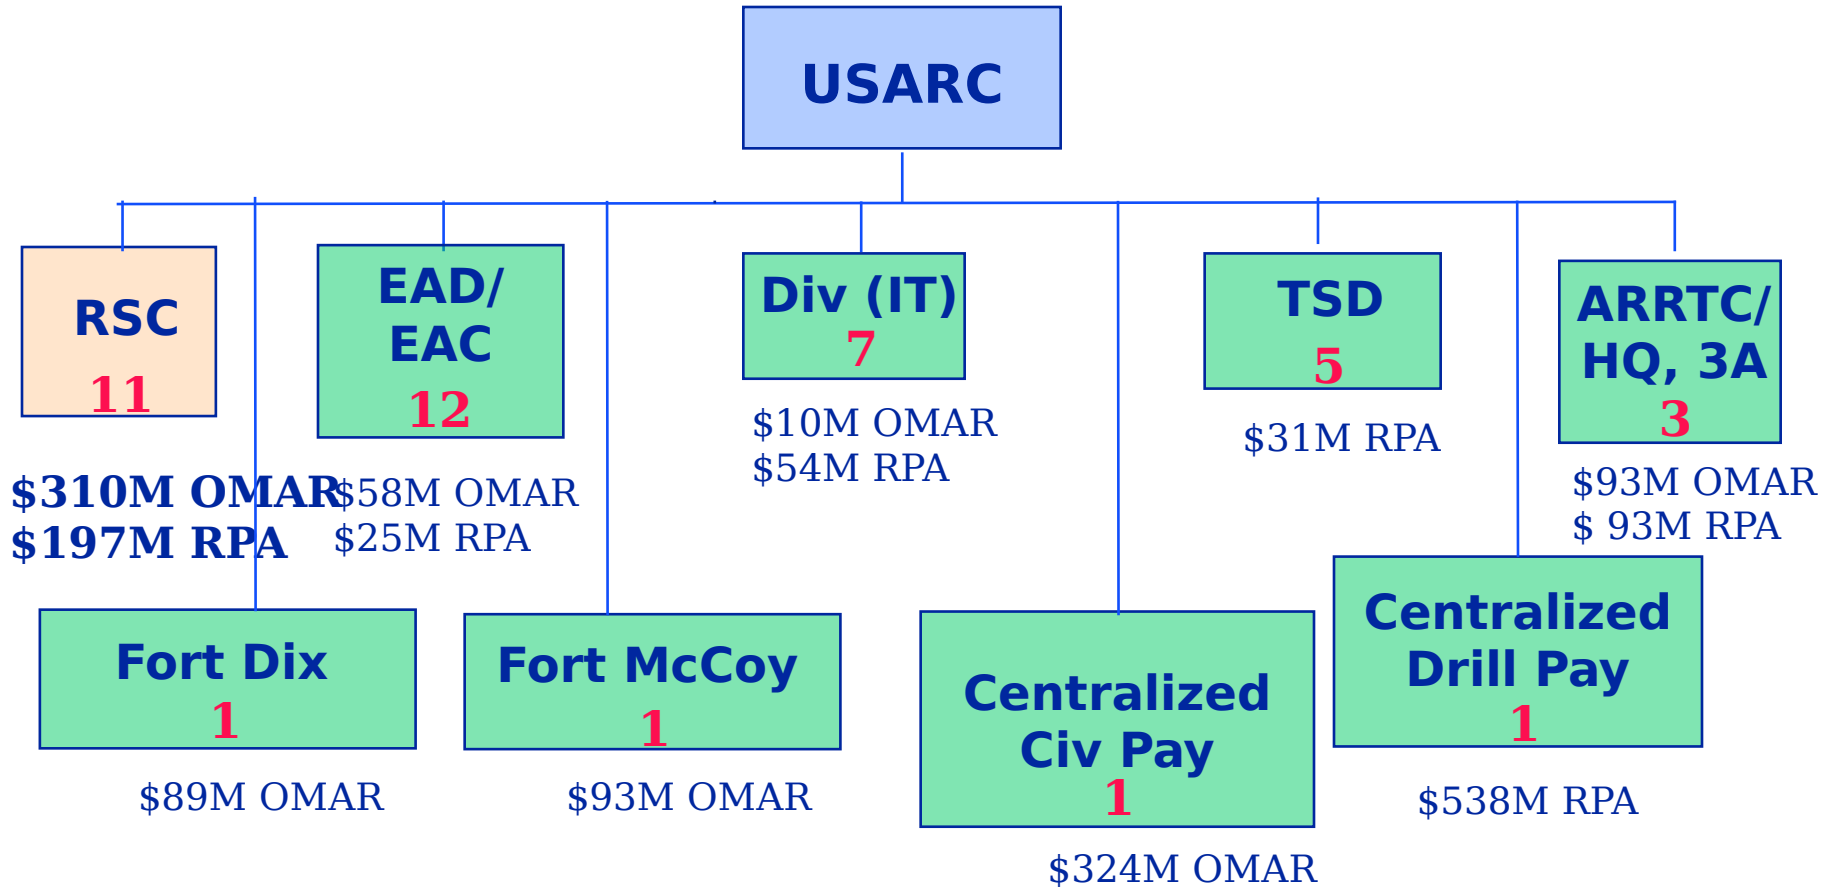 USARC
RSC
11
$310M OMAR
$197M RPA
EAD/
EAC
12
$58M OMAR
$25M RPA
Div (IT)
7
$10M OMAR
$54M RPA
TSD
5
$31M RPA
ARRTC/
HQ, 3A
3
$93M OMAR
$ 93M RPA
Fort Dix
1
$89M OMAR
Fort McCoy
1
$93M OMAR
Centralized
Civ Pay
1
$324M OMAR
Centralized
Drill Pay
1
$538M RPA